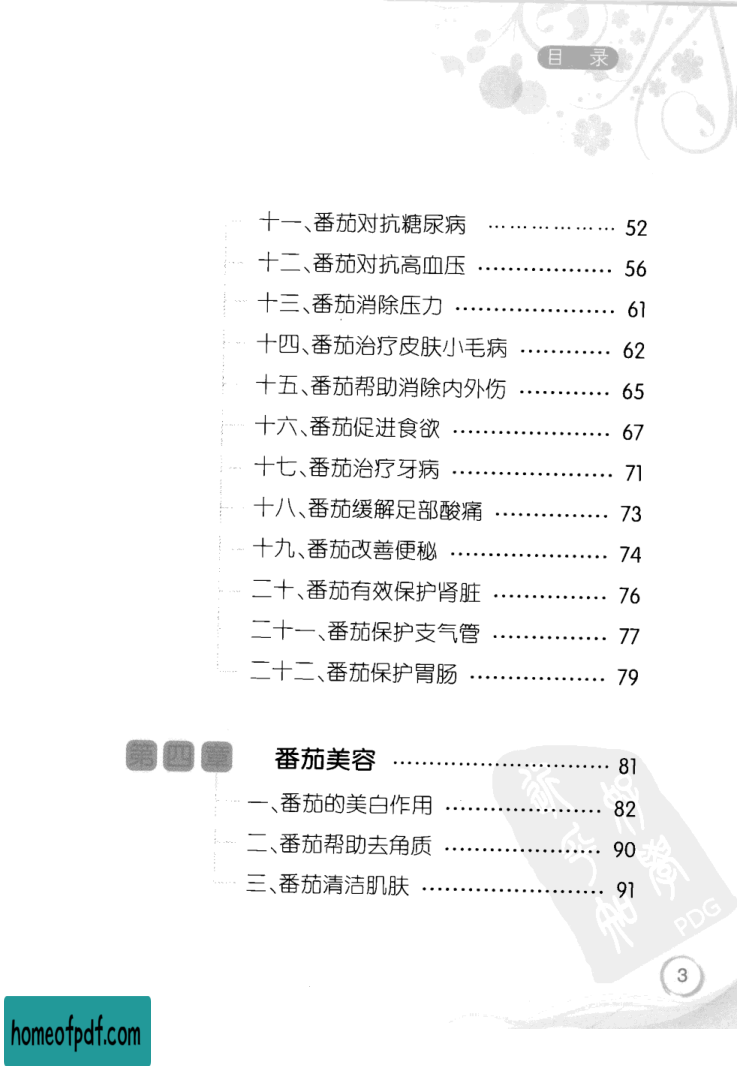 目 录
十一、番茄对抗糖尿病 ……………… 52
十二、番茄对抗高血压 ……………… 56
十三、番茄消除压力 ………………… 61
十四、番茄治疗皮肤小毛病 ………… 62
十五、番茄帮助消除内外伤 ………… 65
十六、番茄促进食欲 ………………… 67
十七、番茄治疗牙病 ………………… 71
十八、番茄缓解足部酸痛 …………… 73
十九、番茄改善便秘 ………………… 74
二十、番茄有效保护肾脏 …………… 76
二十一、番茄保护支气管 …………… 77
二十二、番茄保护胃肠 ……………… 79
第四章 番茄美容 ……………………… 81
一、番茄的美白作用 ………………… 82
二、番茄帮助去角质 ………………… 90
三、番茄清洁肌肤 …………………… 91
PDG
3
homeofpdf.com